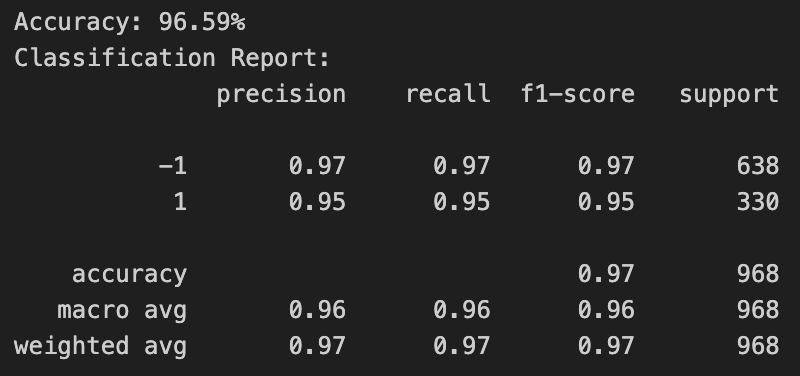 Accuracy: 96.59%
Classification Report:
precision recall f1-score support
-1 0.97 0.97 0.97 638
1 0.95 0.95 0.95 330
accuracy 0.97 968
macro avg 0.96 0.96 0.96 968
weighted avg 0.97 0.97 0.97 968